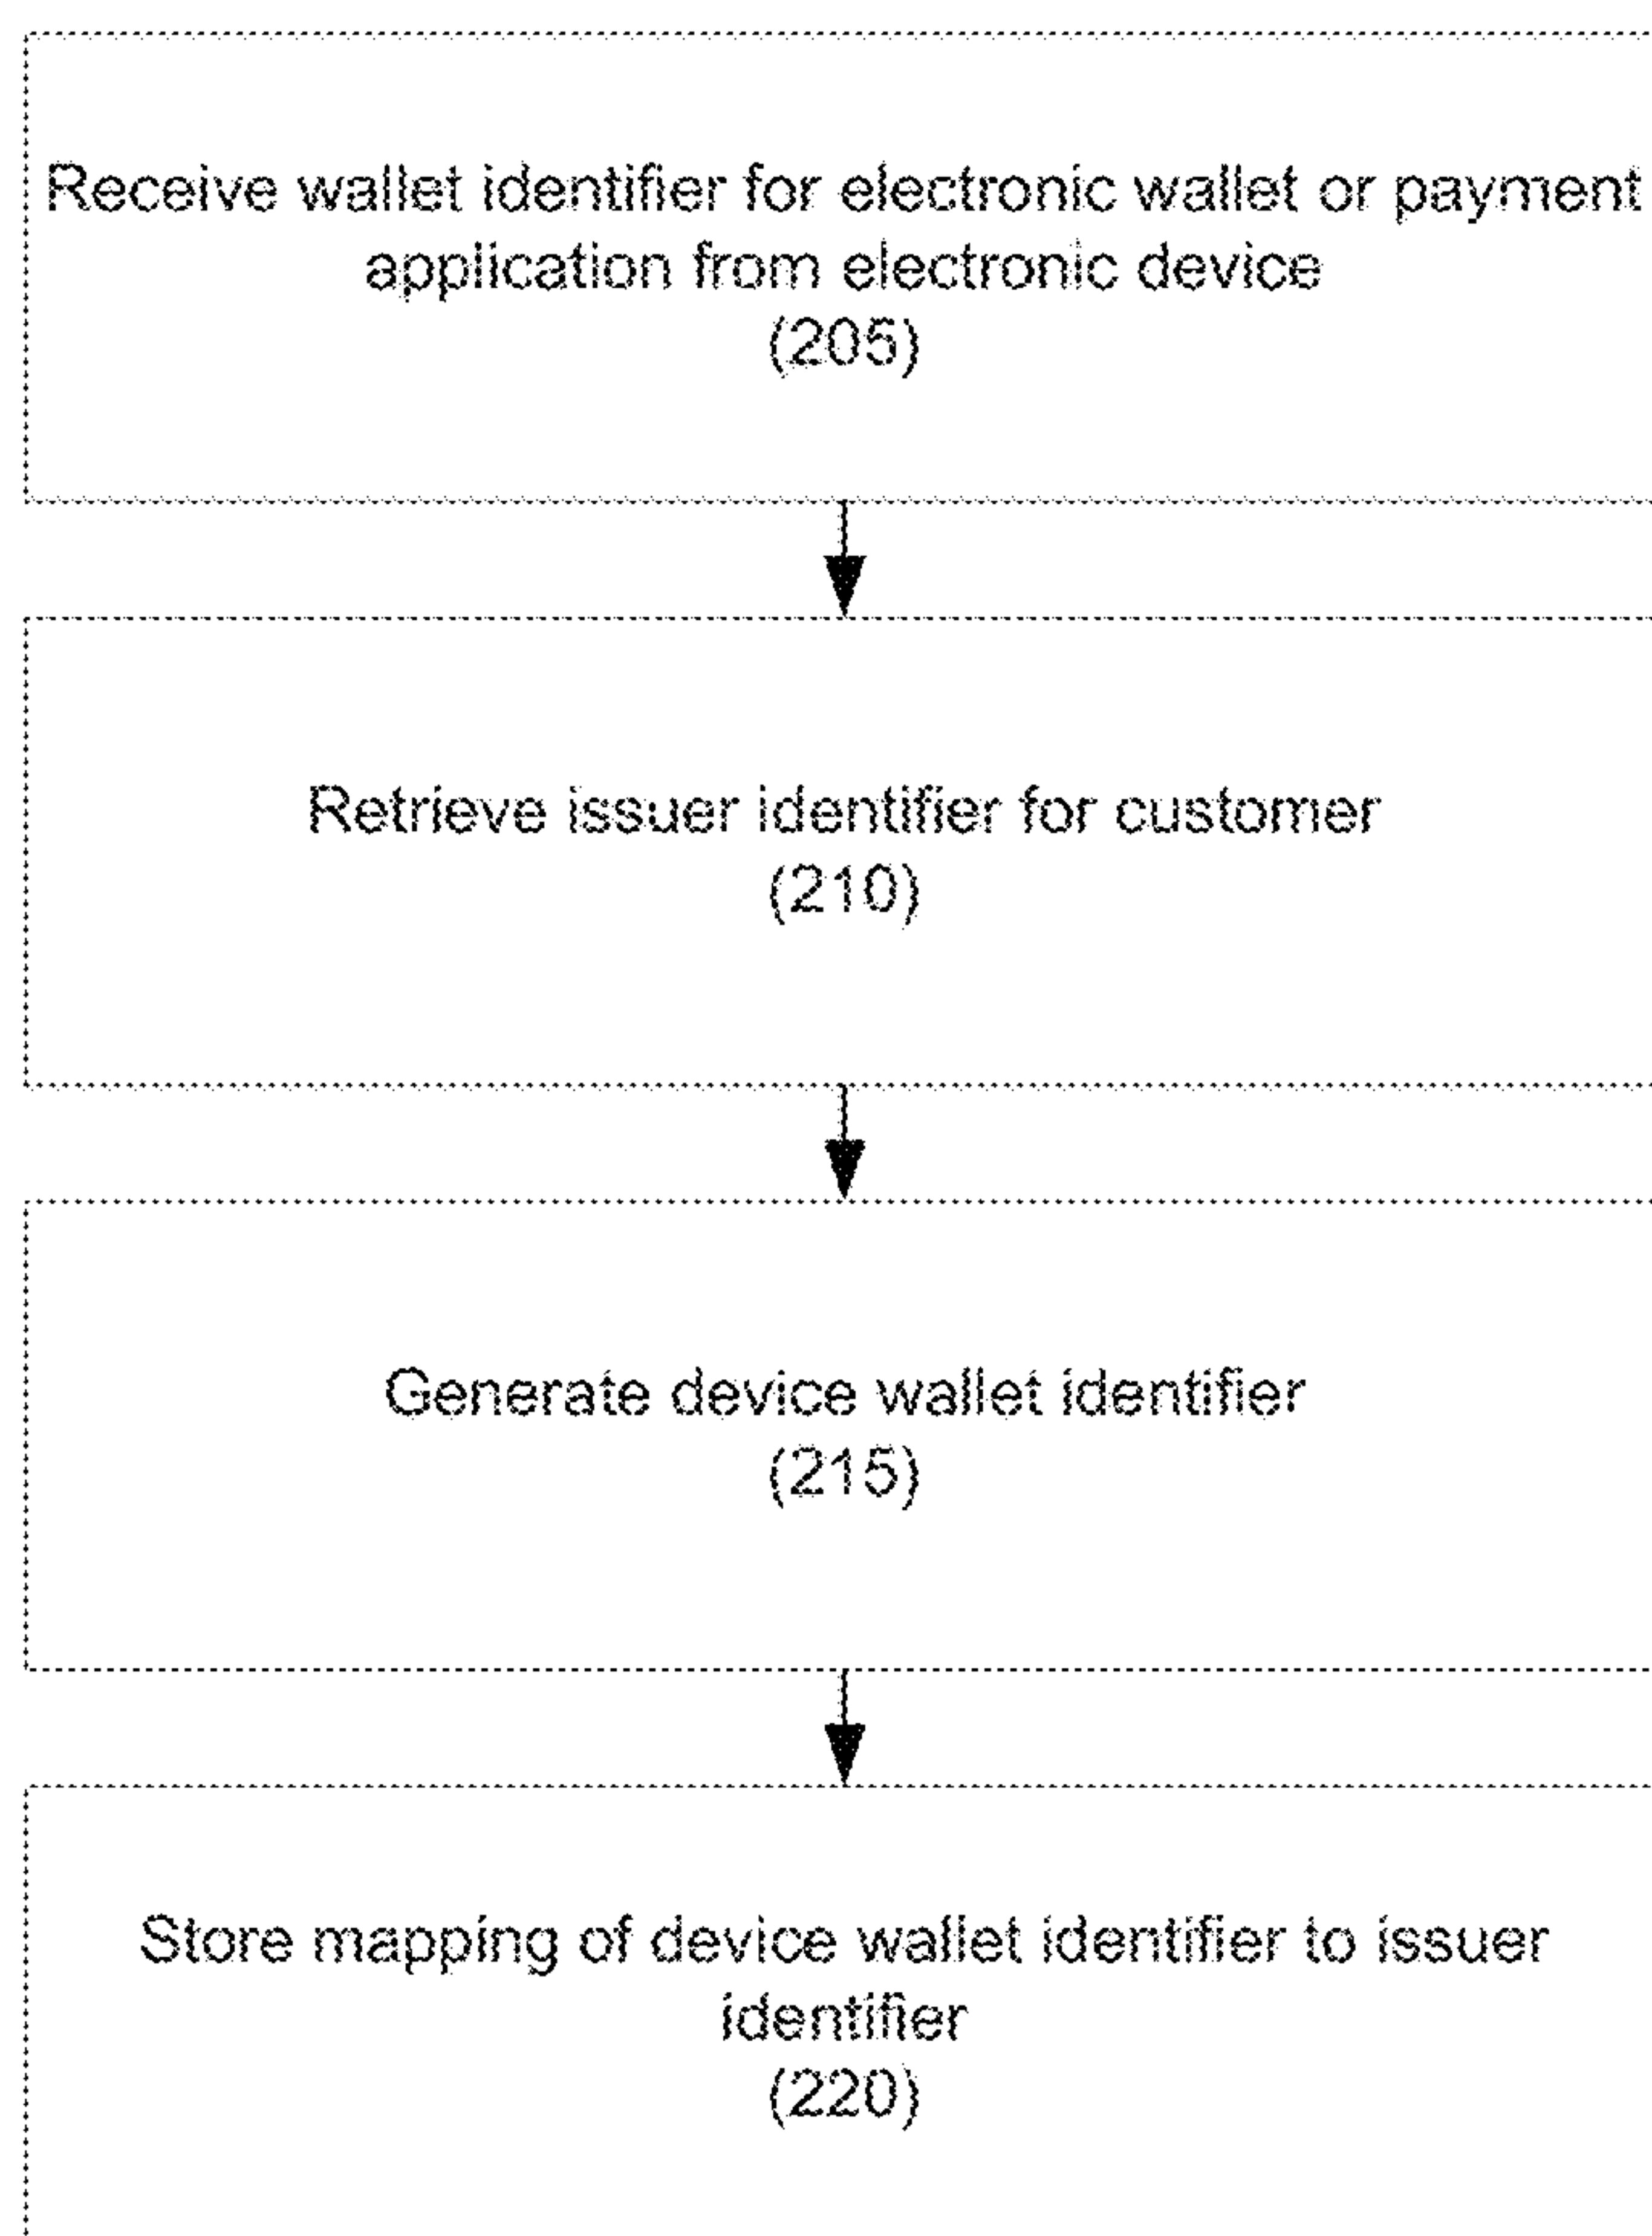 Receive wallet identifier for electronic wallet or payment
application from electronic device
(205)
Retrieve issuer identifier for customer
(210)
Generate device wallet identifier
(215)
Store mapping of device wallet identifier to issuer
identifier
(220)